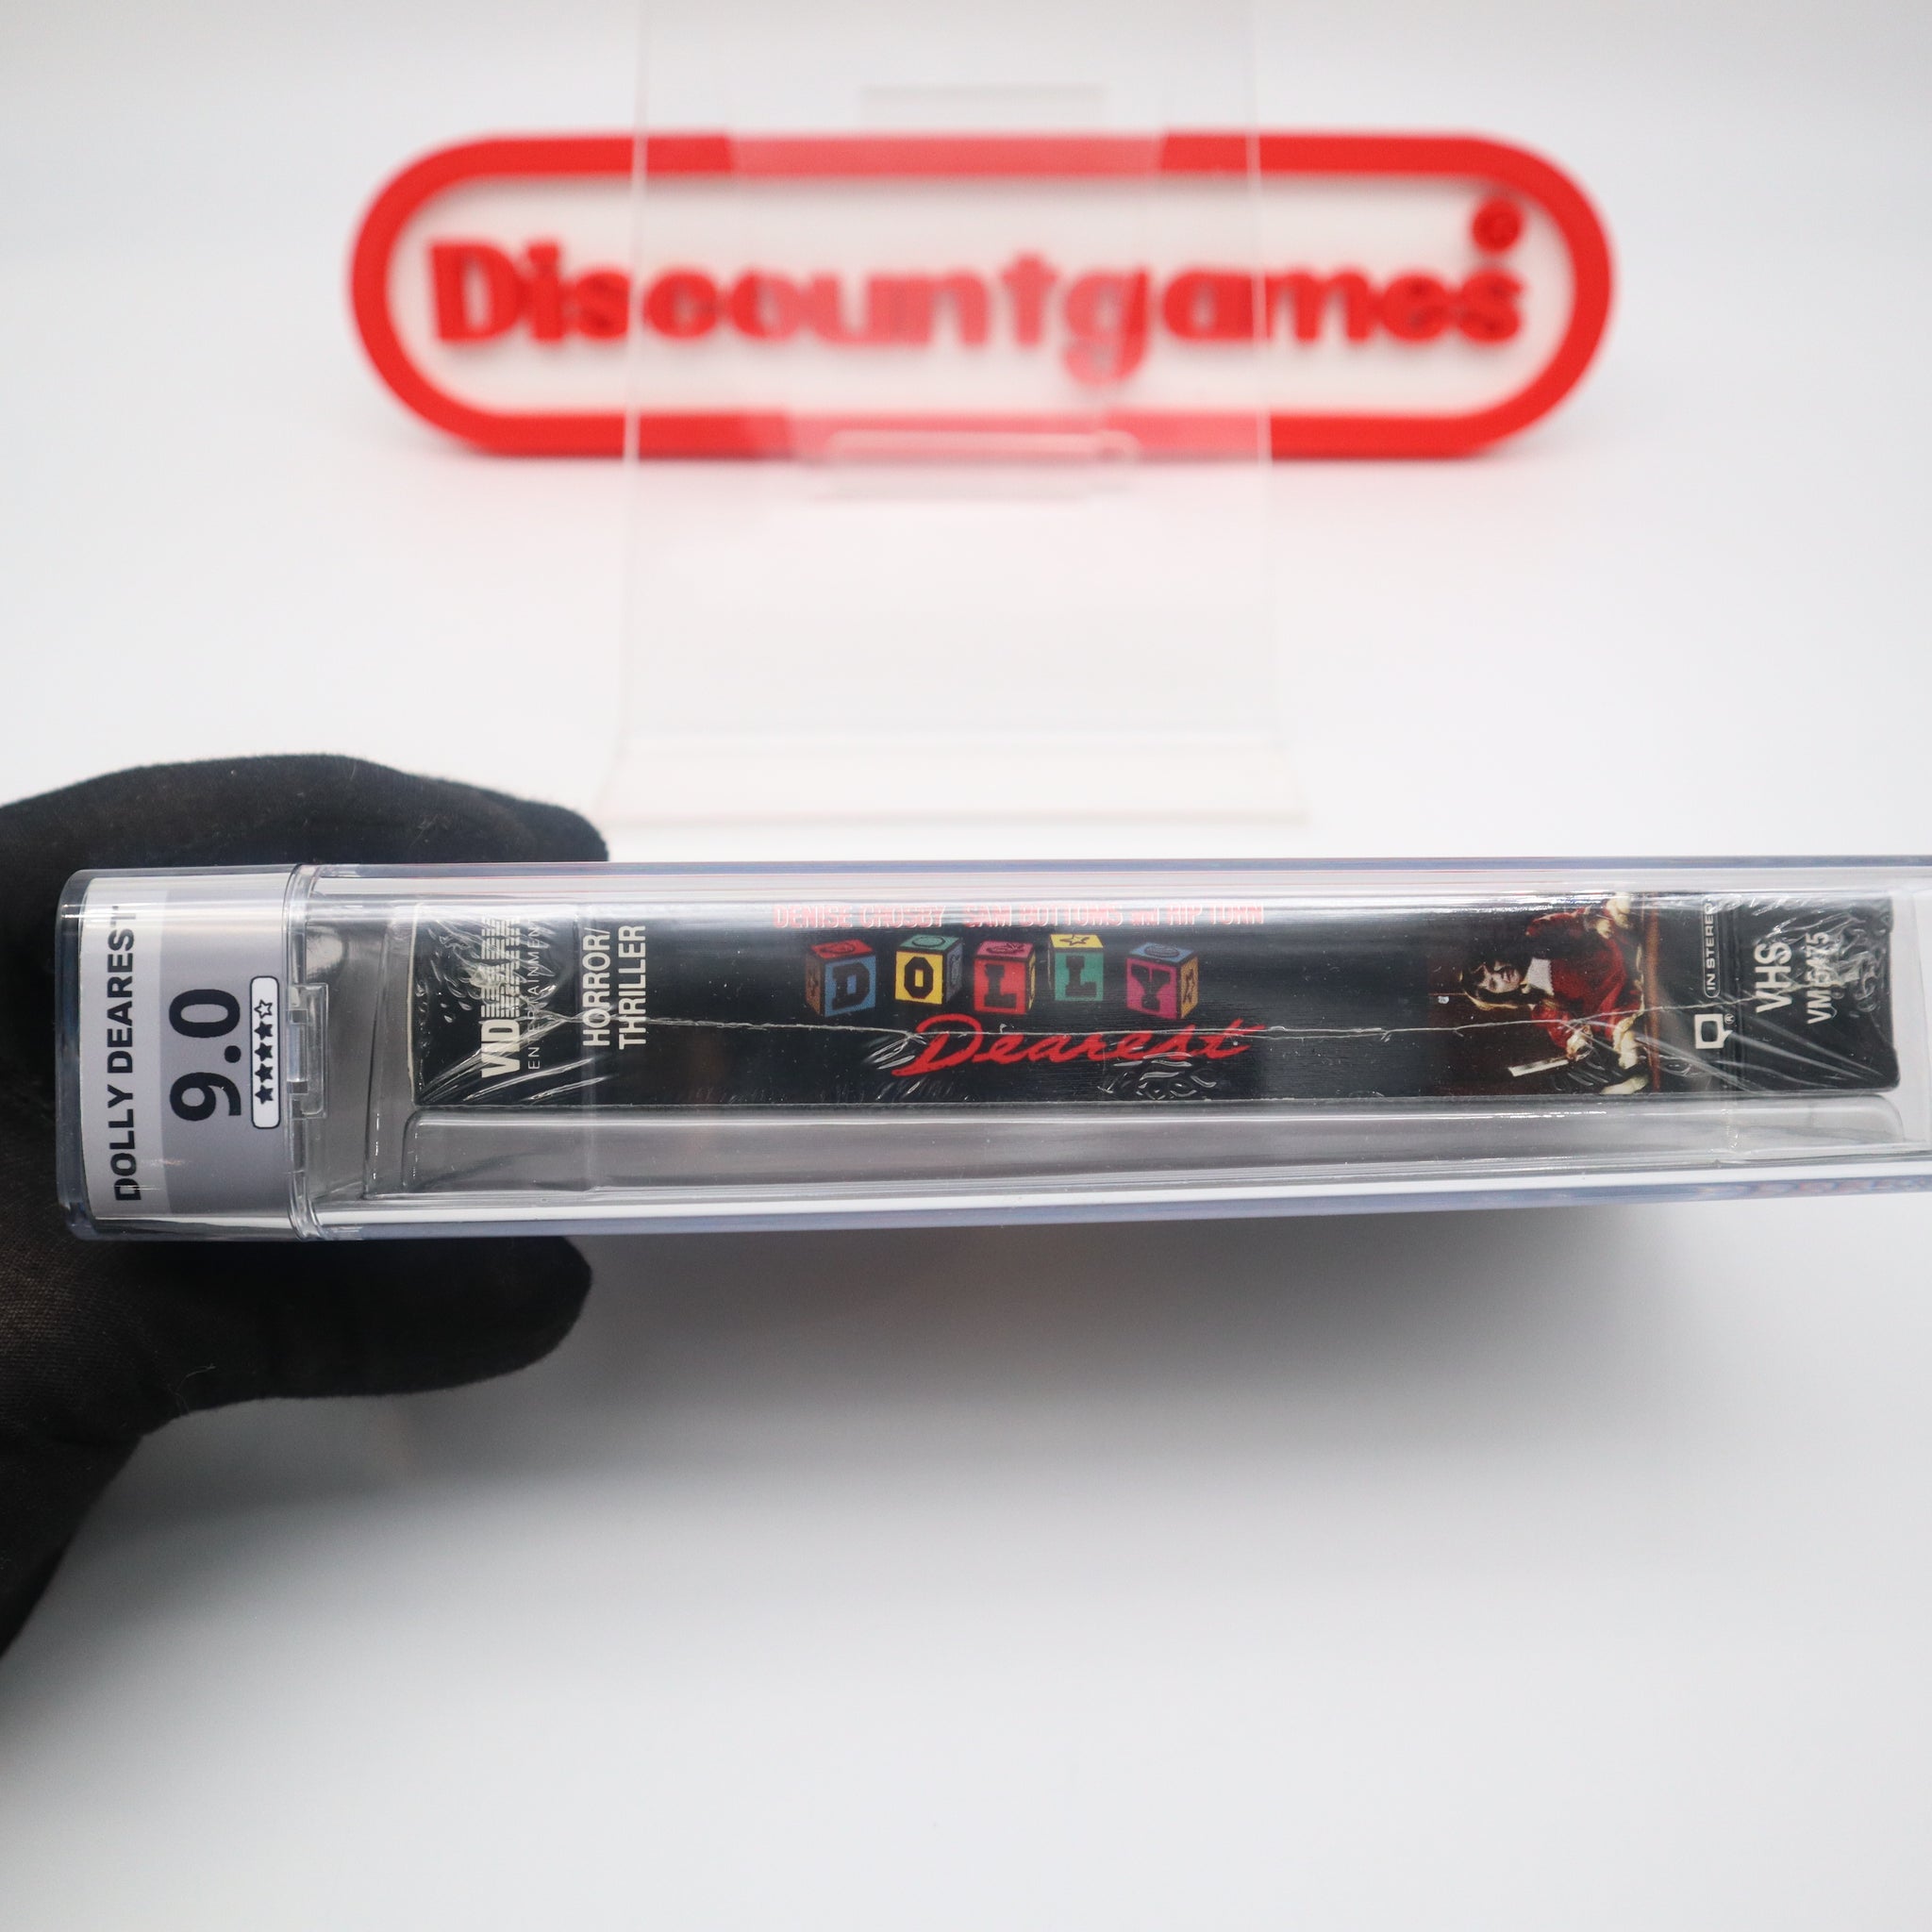 Discountgames
DOLLY DEAREST
9.0
VIDMARK
ENTERTAINMENT
HORROR/
THRILLER
DENISE CROSBY SAM BOTTOMS and RIP TORN
DOLLY
Dearest
IN STEREO
VHS